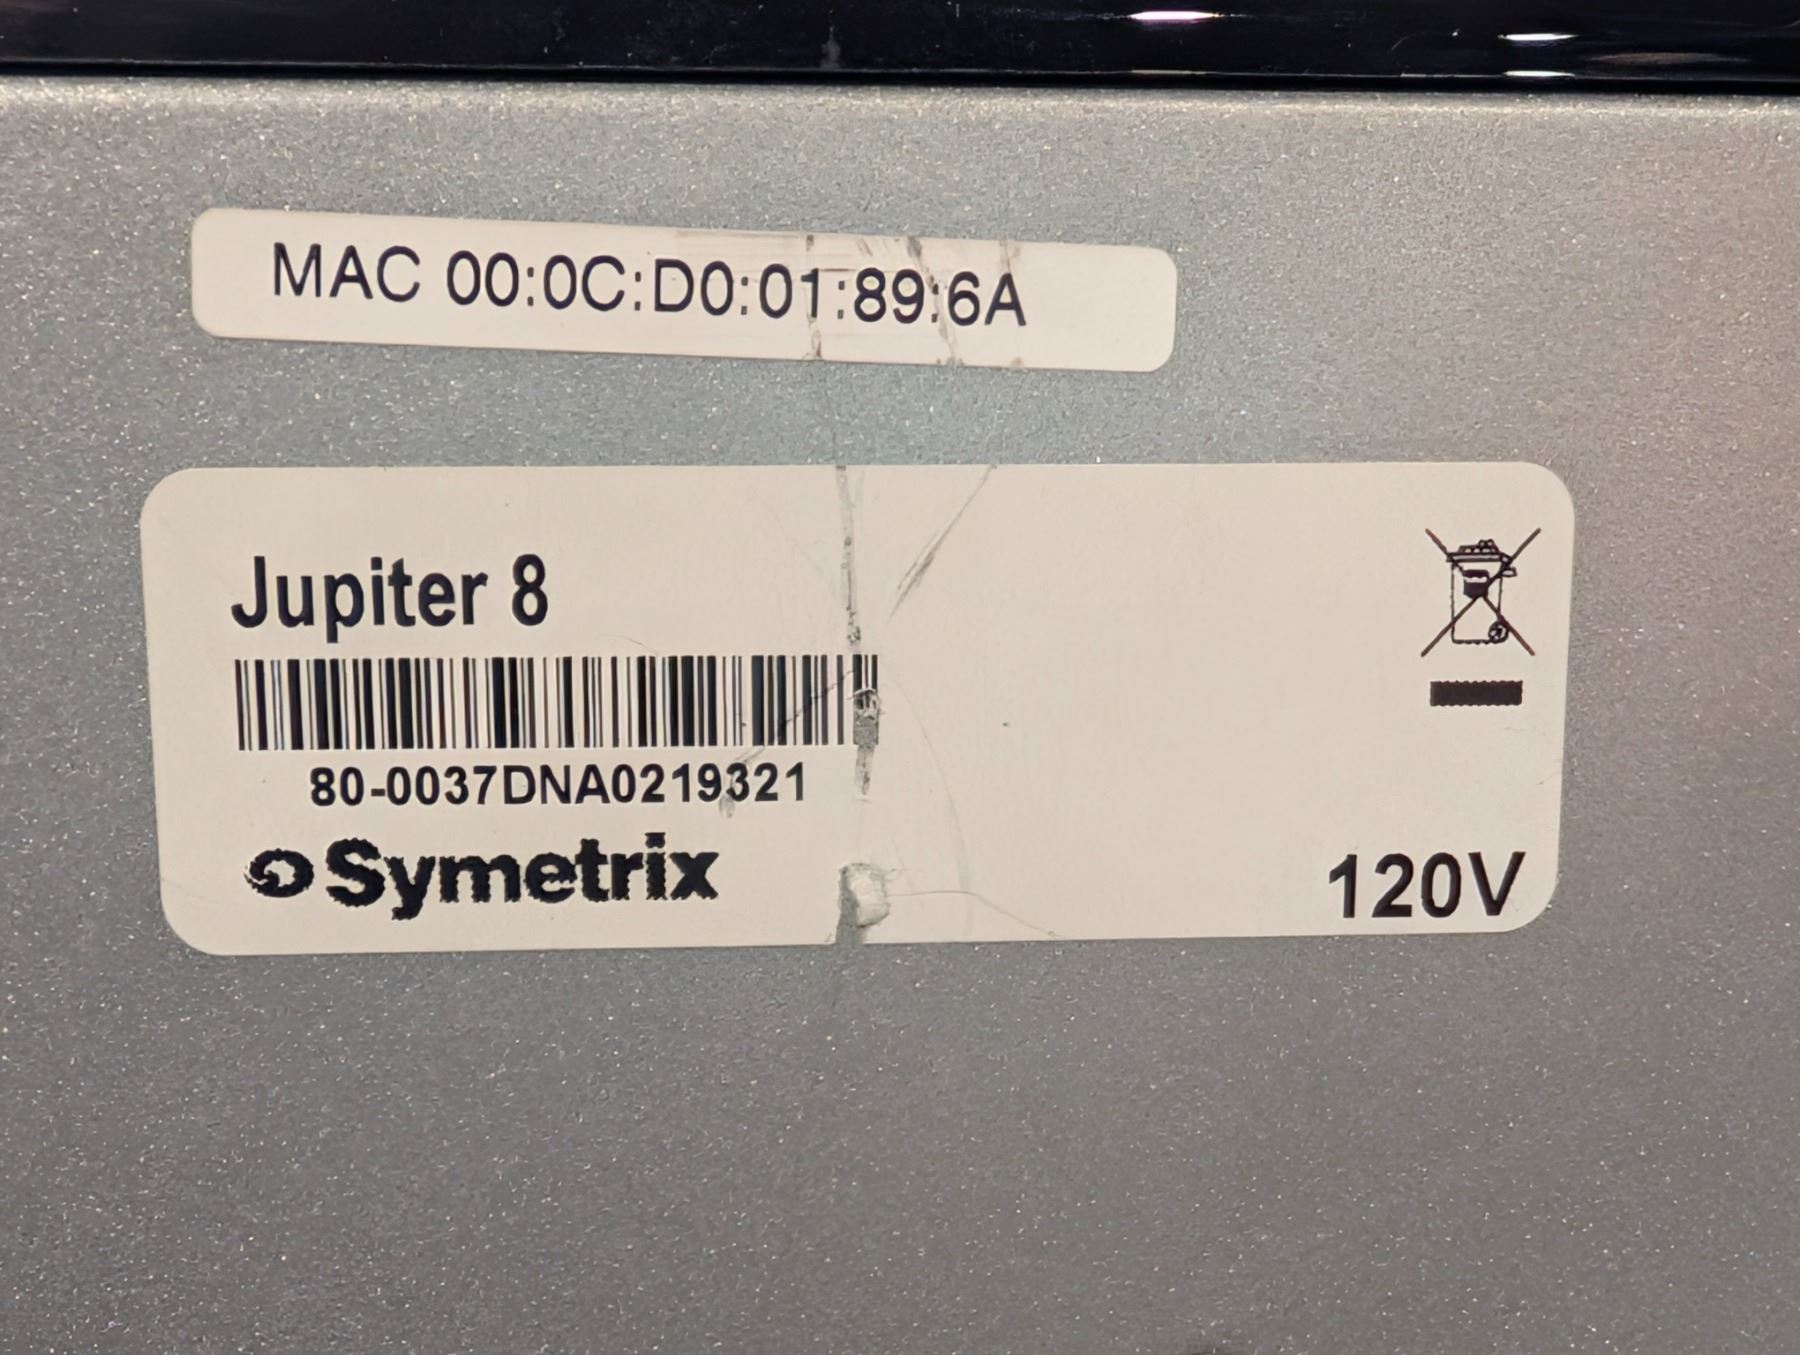 MAC 00:0C:D0:01:89:6A
Jupiter 8
80-0037DNA0219321
Symetrix
120V